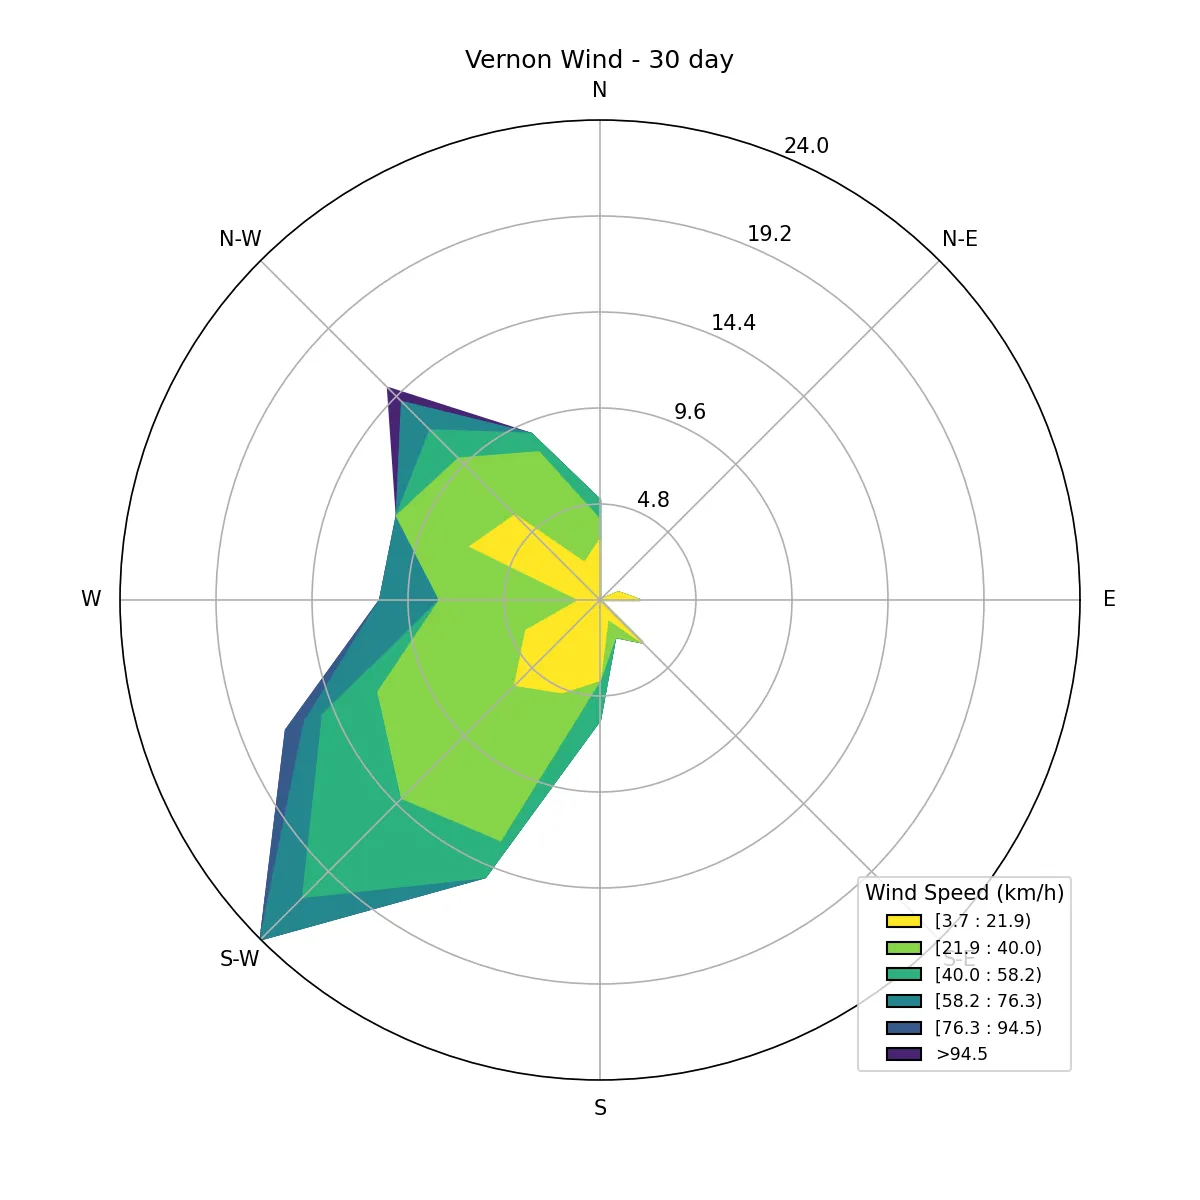 Vernon Wind - 30 day
N
24.0
N-W
19.2
N-E
14.4
9.6
4.8
W
E
Wind Speed (km/h)
[3.7 : 21.9)
[21.9 : 40.0)
S-W
S-E
[40.0 : 58.2)
[58.2 : 76.3)
[76.3 : 94.5)
>94.5
S